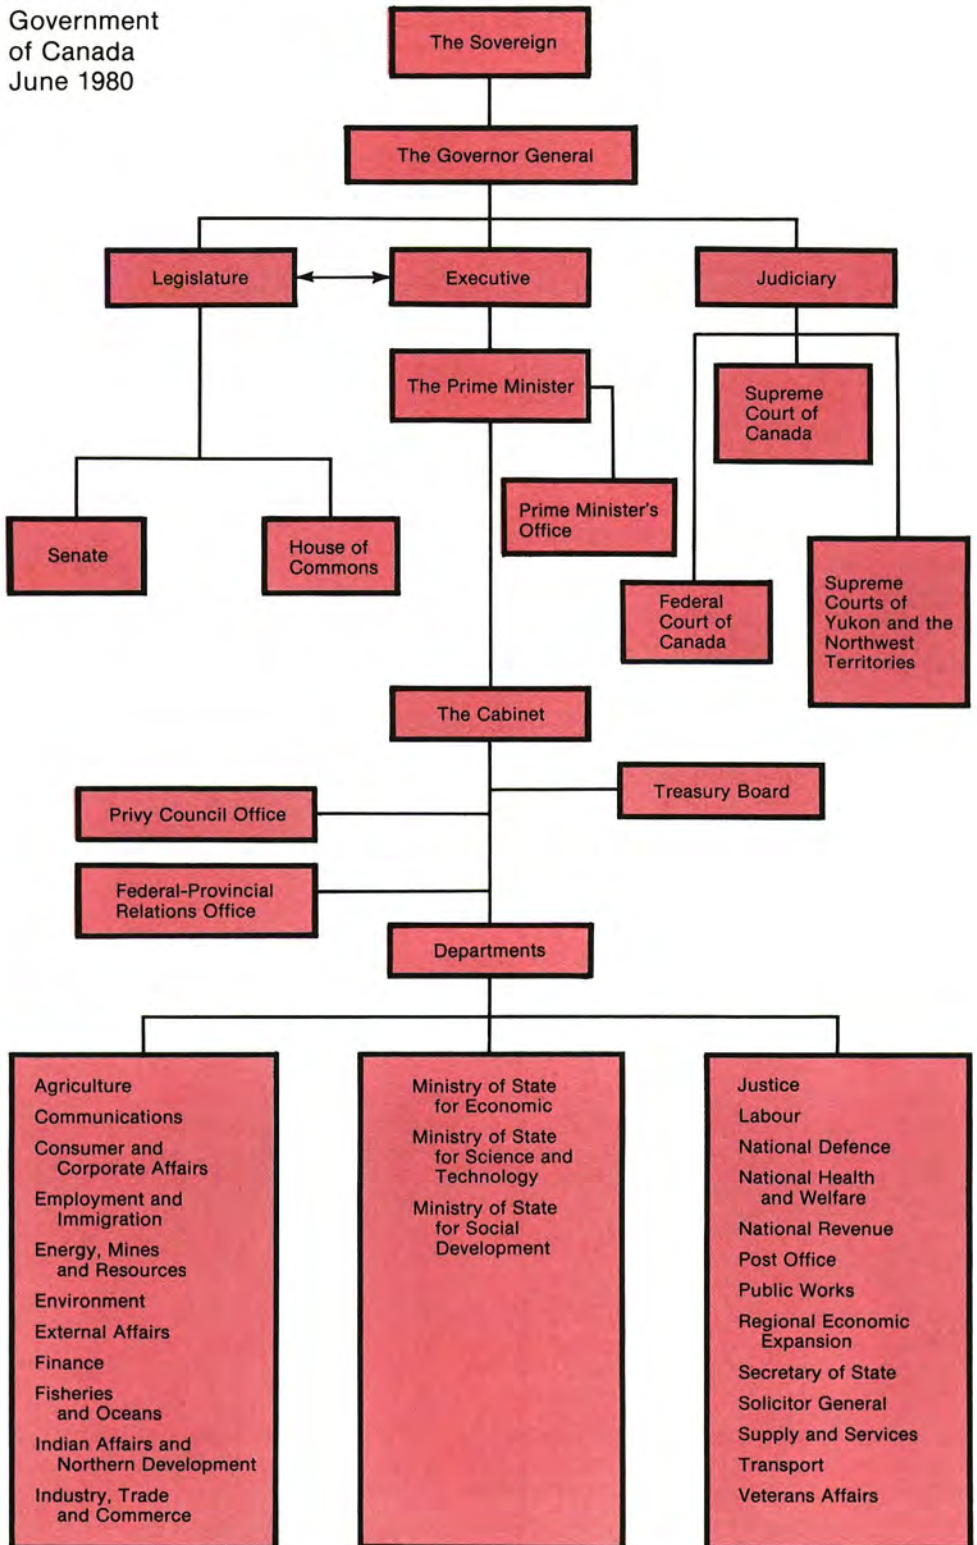 Government
of Canada
June 1980
The Sovereign
The Governor General
Legislature
Executive
Judiciary
The Prime Minister
Supreme
Court of
Canada
Prime Minister's
Office
Senate
House of
Commons
Federal
Court of
Canada
Supreme
Courts of
Yukon and the
Northwest
Territories
The Cabinet
Treasury Board
Privy Council Office
Federal-Provincial
Relations Office
Departments
Agriculture
Communications
Consumer and
Corporate Affairs
Employment and
Immigration
Energy, Mines
and Resources
Environment
External Affairs
Finance
Fisheries
and Oceans
Indian Affairs and
Northern Development
Industry, Trade
and Commerce
Ministry of State
for Economic
Ministry of State
for Science and
Technology
Ministry of State
for Social
Development
Justice
Labour
National Defence
National Health
and Welfare
National Revenue
Post Office
Public Works
Regional Economic
Expansion
Secretary of State
Solicitor General
Supply and Services
Transport
Veterans Affairs